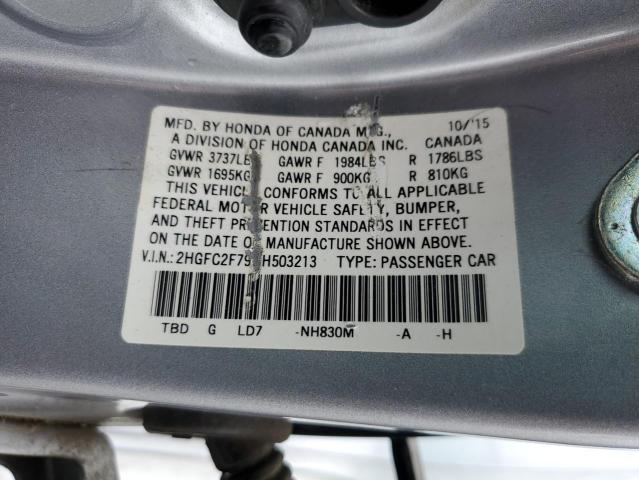 MFD. BY HONDA OF CANADA MFG., 10/'15
A DIVISION OF HONDA CANADA INC. CANADA
GVWR 3737LBS GAWR F 1984LBS R 1786LBS
GVWR 1695KG GAWR F 900KG R 810KG
THIS VEHICLE CONFORMS TO ALL APPLICABLE
FEDERAL MOTOR VEHICLE SAFETY, BUMPER,
AND THEFT PREVENTION STANDARDS IN EFFECT
ON THE DATE OF MANUFACTURE SHOWN ABOVE.
V.I.N.: TYPE: PASSENGER CAR
TBD G LD7 -NH830M -A -H